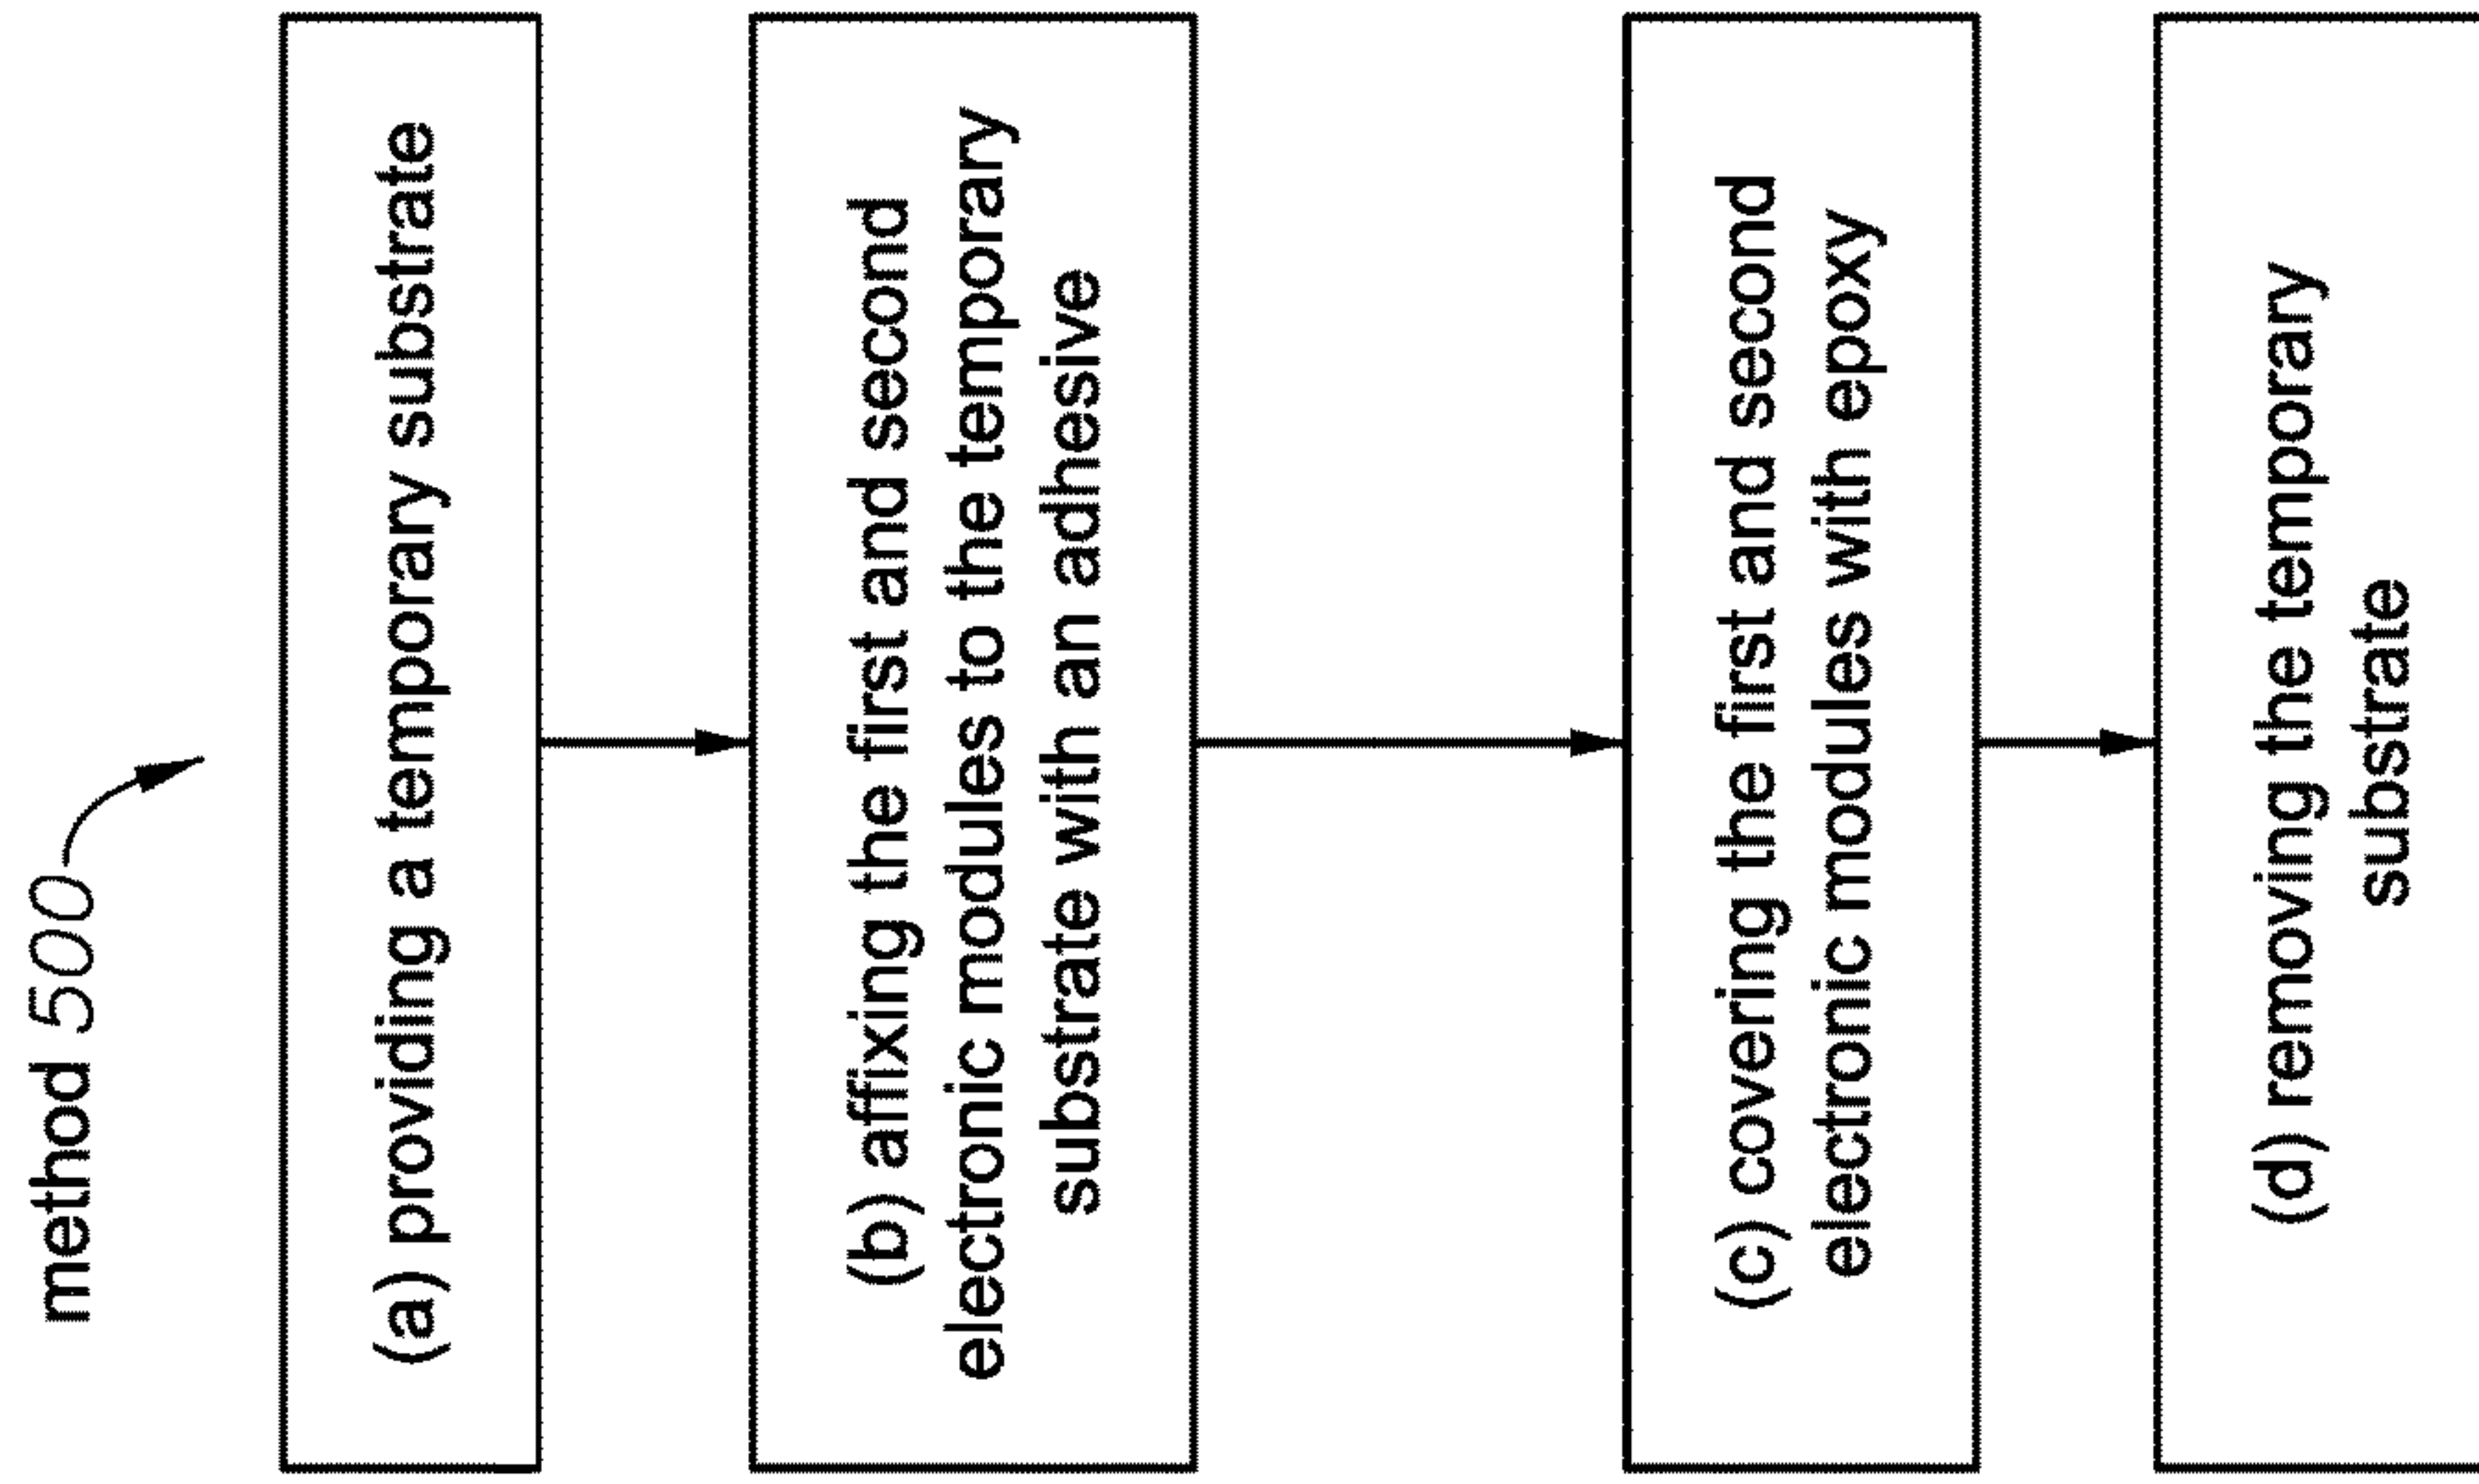 method 500
(a) providing a temporary substrate
(b) affixing the first and second
electronic modules to the temporary
substrate with an adhesive
(c) covering the first and second
electronic modules with epoxy
(d) removing the temporary
substrate